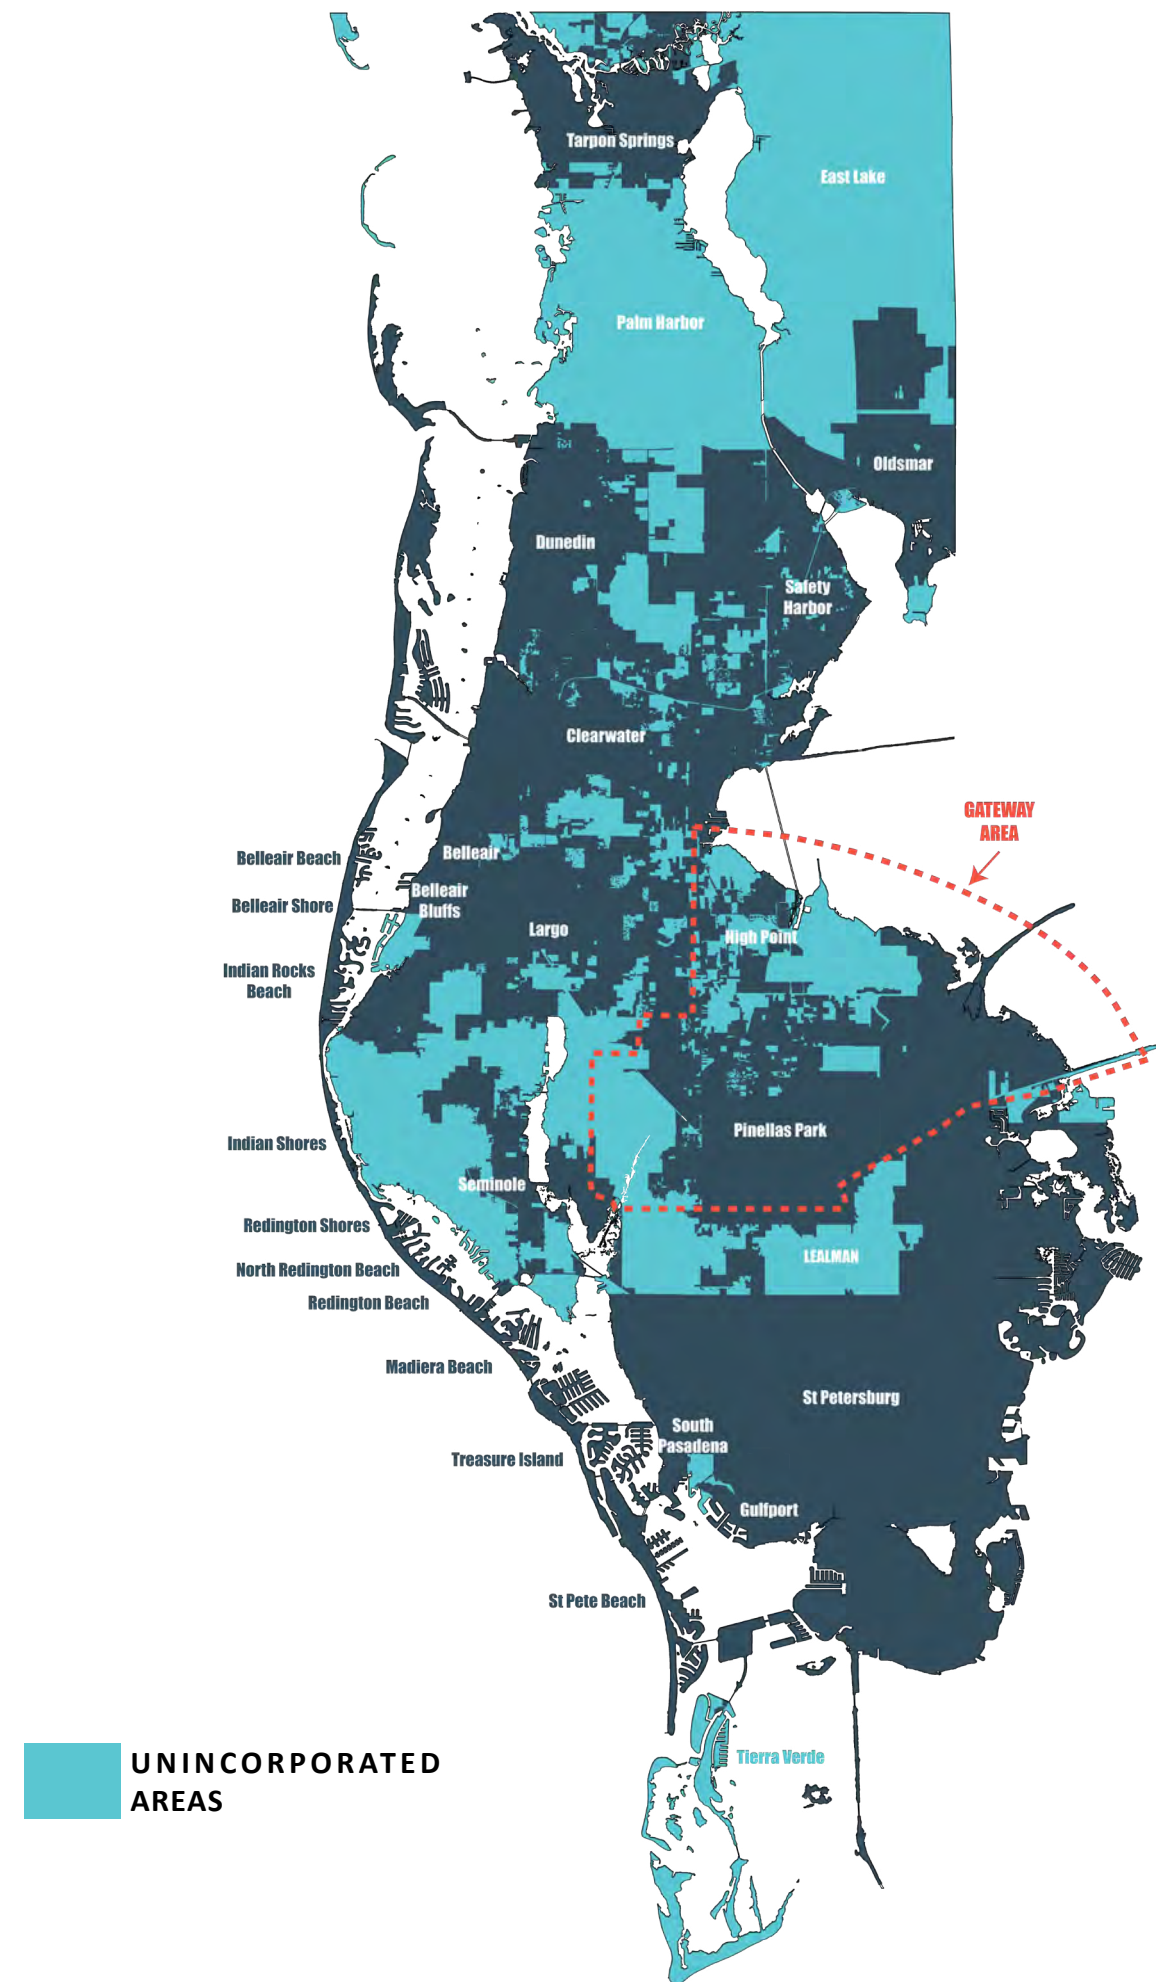 Tarpon Springs
East Lake
Palm Harbor
Oldsmar
Dunedin
Safety
Harbor
Clearwater
GATEWAY
AREA
Belleair Beach
Belleair
Belleair
Bluffs
Belleair Shore
Largo
High Point
Indian Rocks
Beach
Pinellas Park
Indian Shores
Seminole
Redington Shores
LEALMAN
North Redington Beach
Redington Beach
Madiera Beach
St Petersburg
South
Pasadena
Treasure Island
Gulfport
St Pete Beach
Tierra Verde
UNINCORPORATED
AREAS